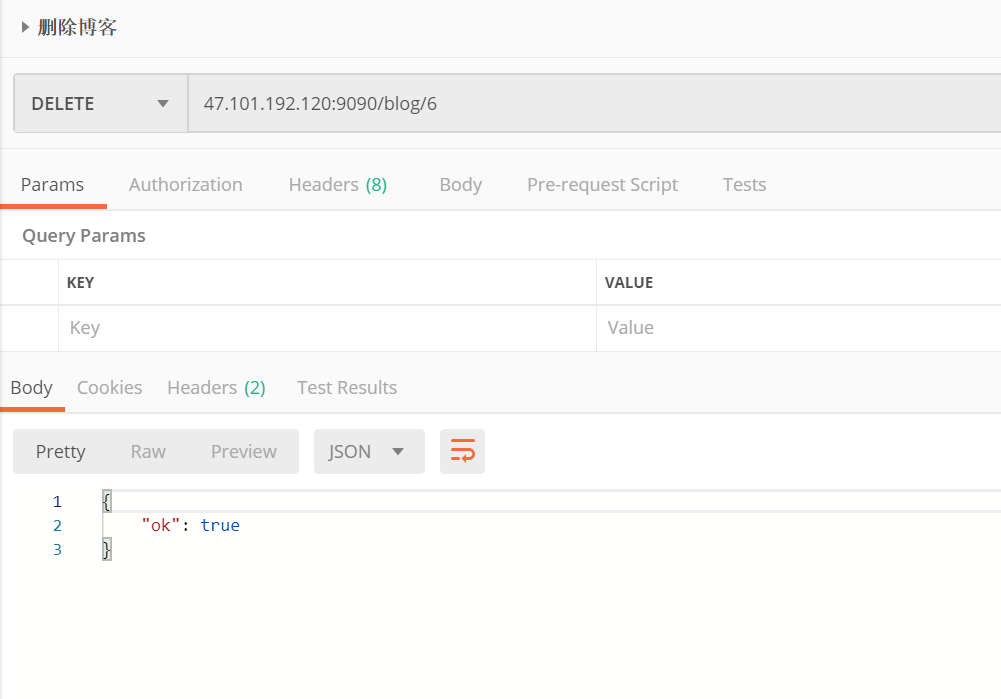 删除博客
DELETE 47.101.192.120:9090/blog/6
Params Authorization Headers (8) Body Pre-request Script Tests
Query Params
KEY VALUE
Key Value
Body Cookies Headers (2) Test Results
Pretty Raw Preview JSON
1 {
2 "ok": true
3 }